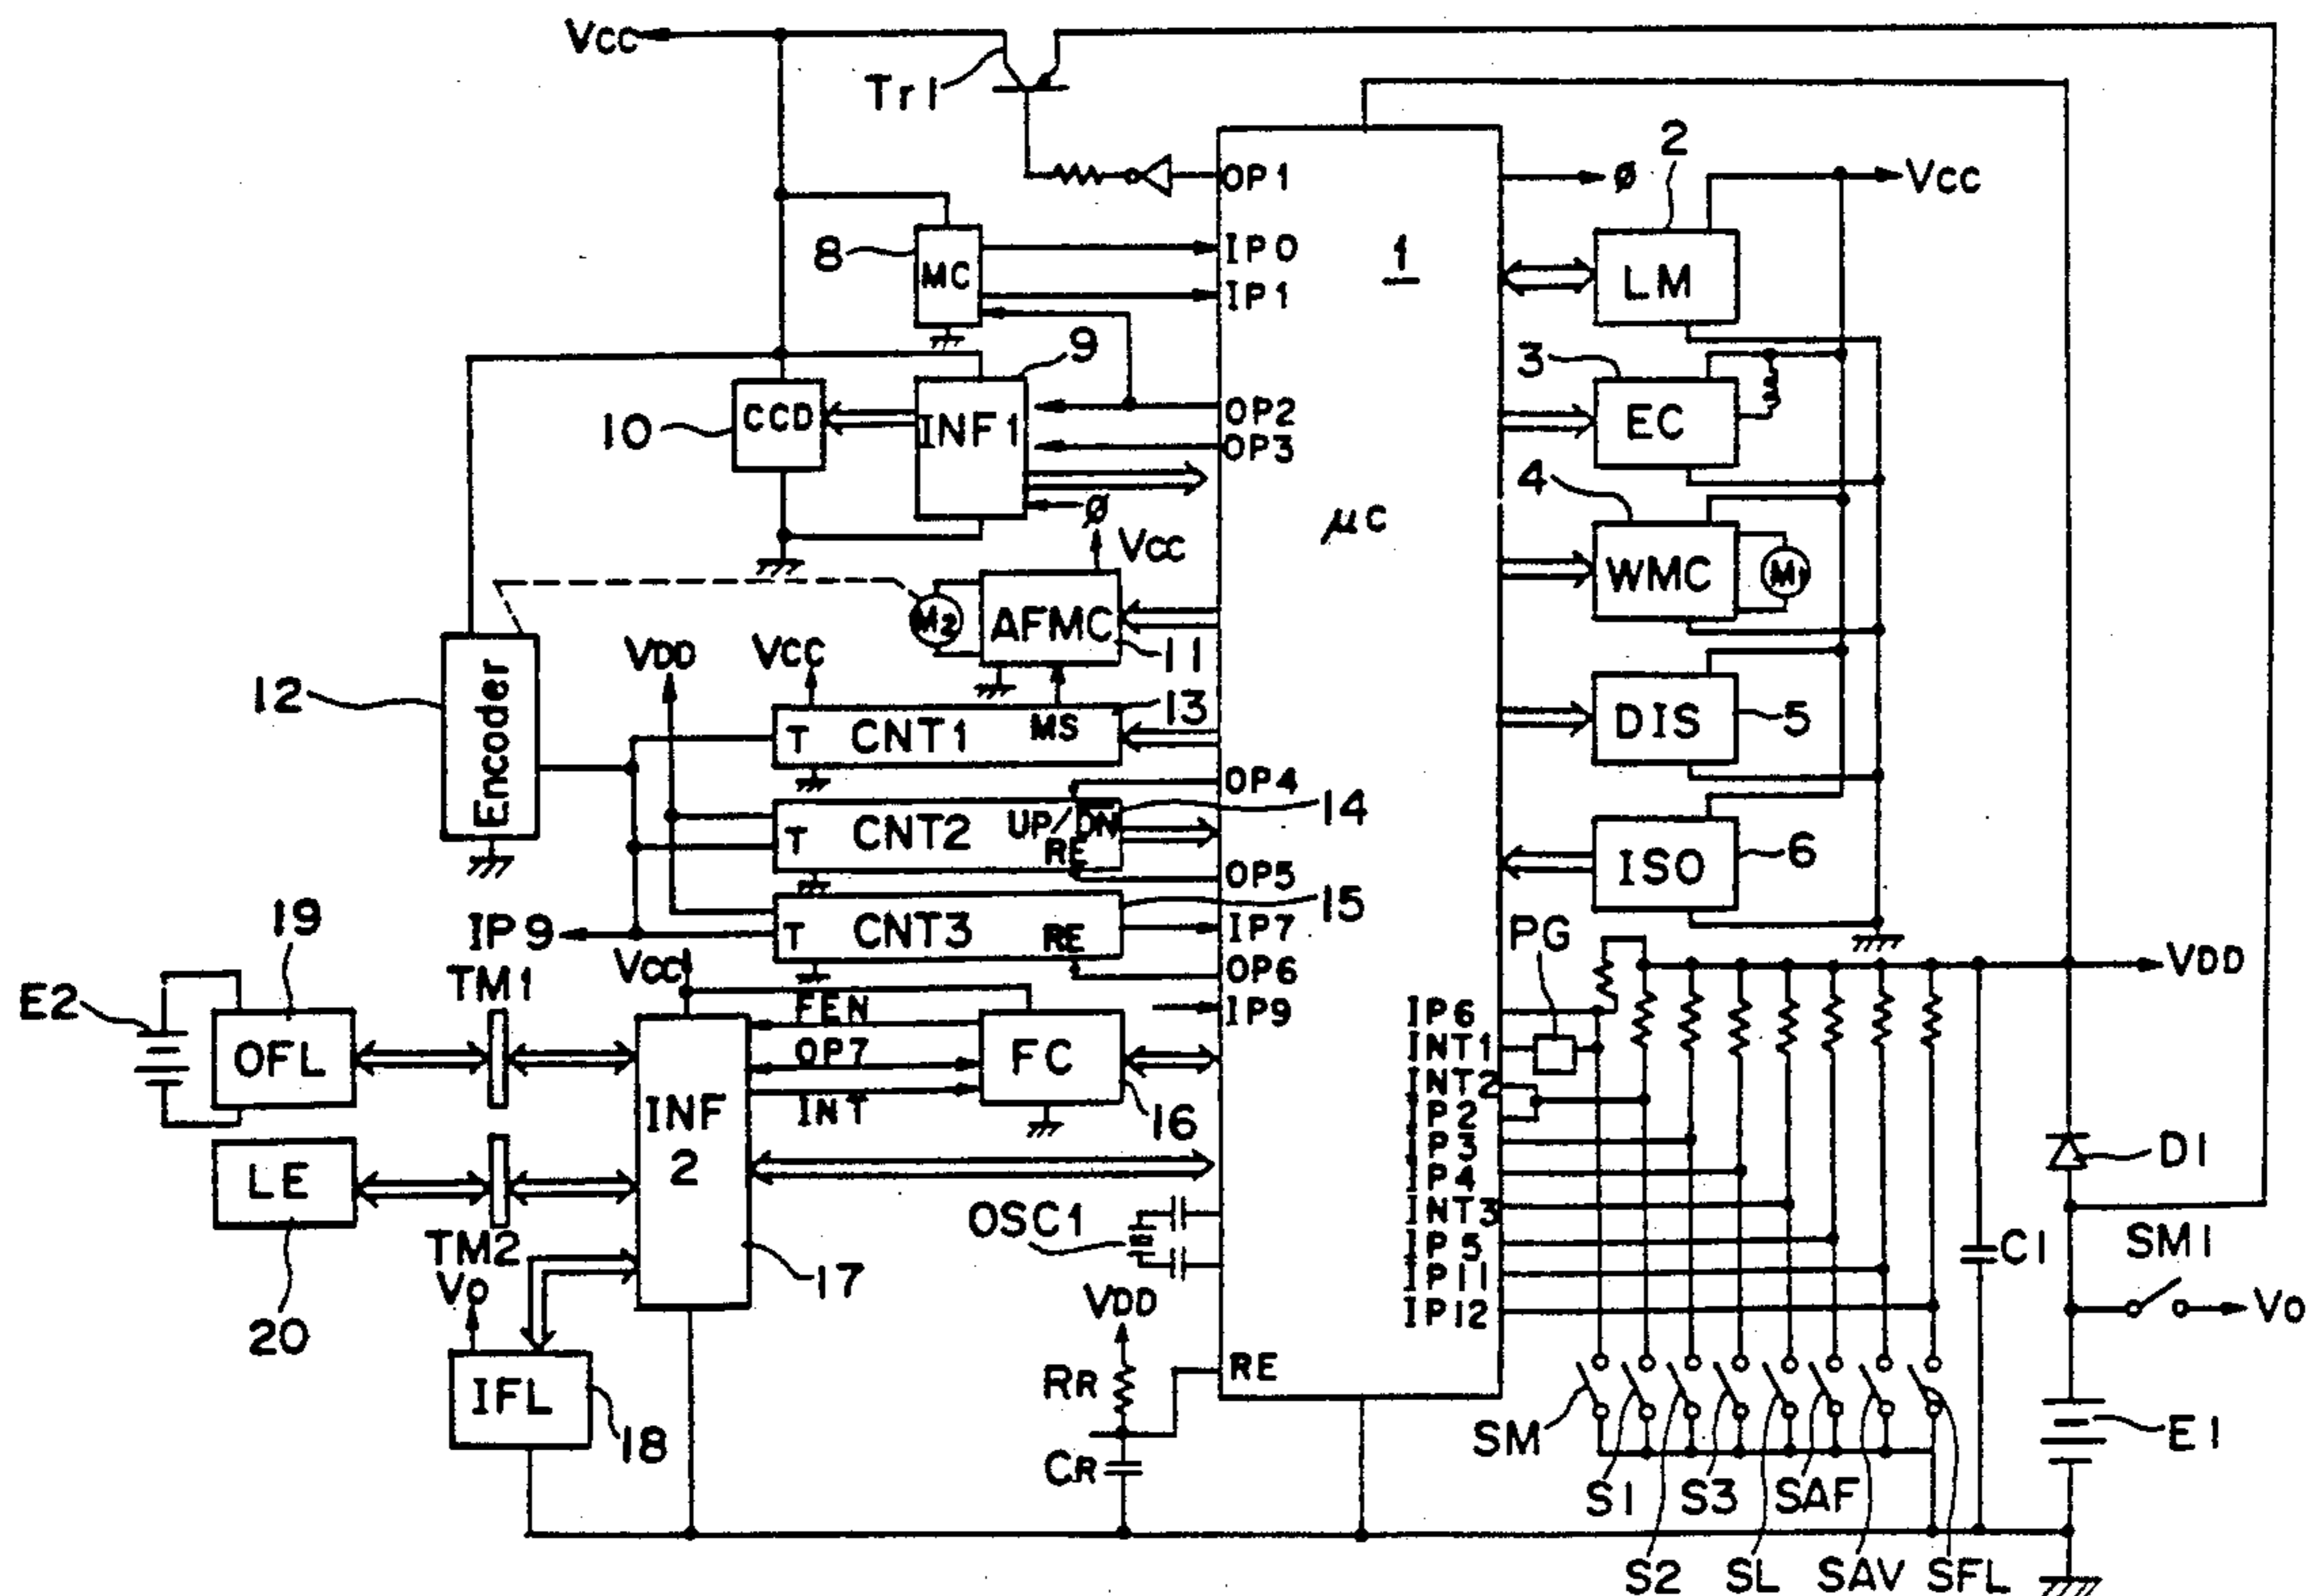 Vcc
Tr1
OP1
Ø
2
Vcc
8
MC
IP0
IP1
1
LM
9
3
10
CCD
INF1
OP2
OP3
EC
Ø
4
μC
Vcc
WMC
M1
M2
AFMC
11
12
Encoder
VDD
Vcc
13
T
CNT1
MS
DIS
5
OP4
14
T
CNT2
UP/DN
RE
ISO
6
OP5
15
19
IP9
T
CNT3
RE
IP7
PG
Vcc
OP6
VDD
E2
TM1
FEN
IP9
IP6
OFL
OP7
FC
INT1
INT2
INF
2
INT
16
IP2
IP3
D1
LE
IP4
OSC1
INT3
TM2
IP5
C1
SM1
Vo
17
IP11
20
VDD
IP12
Vo
IFL
18
RR
RE
CR
SM
E1
S1
S3
SAF
S2
SL
SAV
SFL